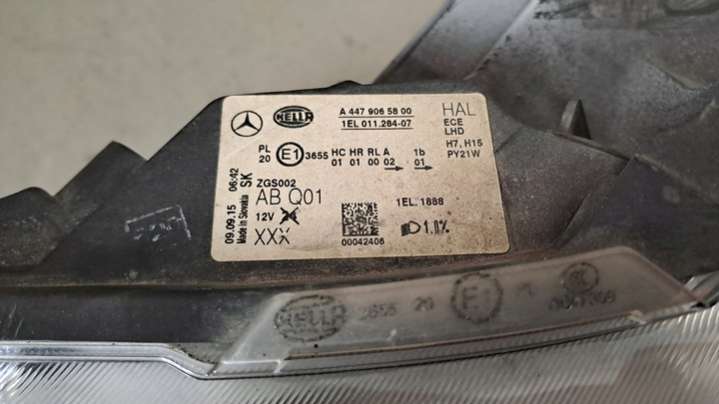 HELLA
A 447 906 58 00
1EL 011.284-07
HAL
ECE
LHD
H7, H15
PY21W
PL
20
E1
3655
HC HR RL A
01 01 00 02
1b
01
ZGS002
AB Q01
12V
XXX
1EL.1888
00042406
1.0%
09.09.15 06:42
Made in Slovakia SK
HELLA
3655 20
E1
PL